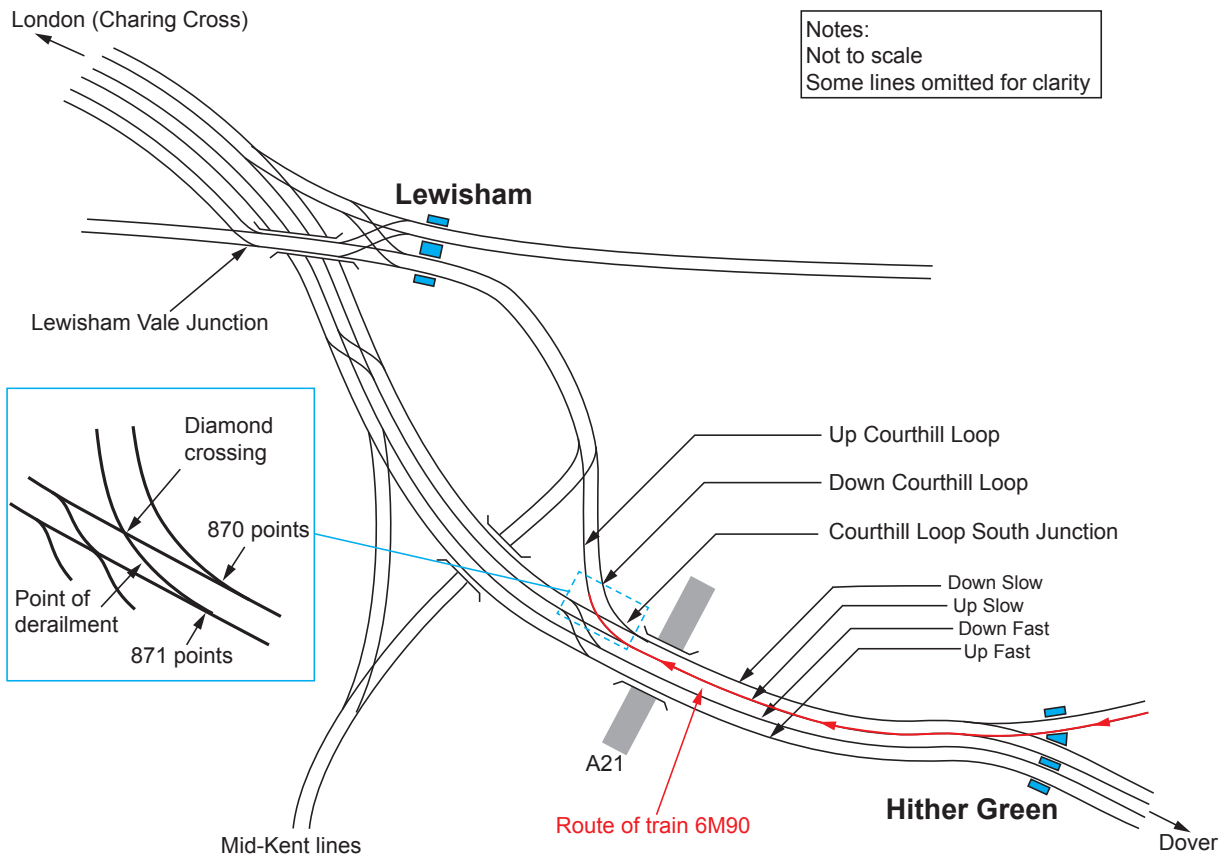 London (Charing Cross)
Notes:
Not to scale
Some lines omitted for clarity
Lewisham
Lewisham Vale Junction
Diamond
crossing
870 points
Point of
derailment
871 points
Up Courthill Loop
Down Courthill Loop
Courthill Loop South Junction
Down Slow
Up Slow
Down Fast
Up Fast
A21
Hither Green
Route of train 6M90
Mid-Kent lines
Dover